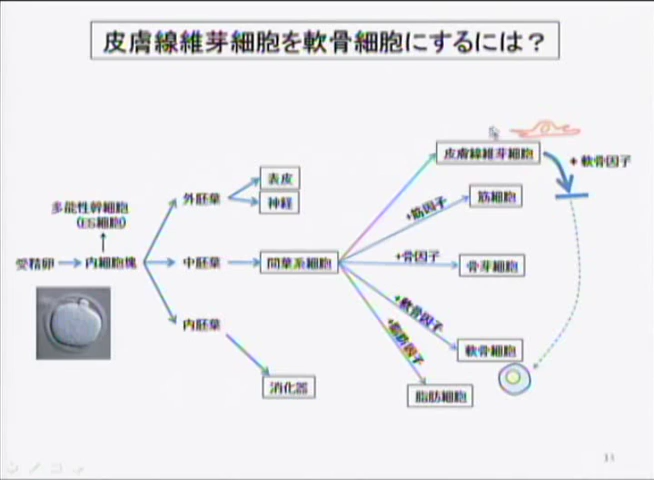 皮膚線維芽細胞を軟骨細胞にするには？
皮膚線維芽細胞
+ 軟骨因子
表皮
外胚葉
神経
多能性幹細胞
(ES細胞)
+筋因子
筋細胞
受精卵
内細胞塊
中胚葉
間葉系細胞
+骨因子
骨芽細胞
+軟骨因子
軟骨細胞
内胚葉
+脂肪因子
消化器
脂肪細胞